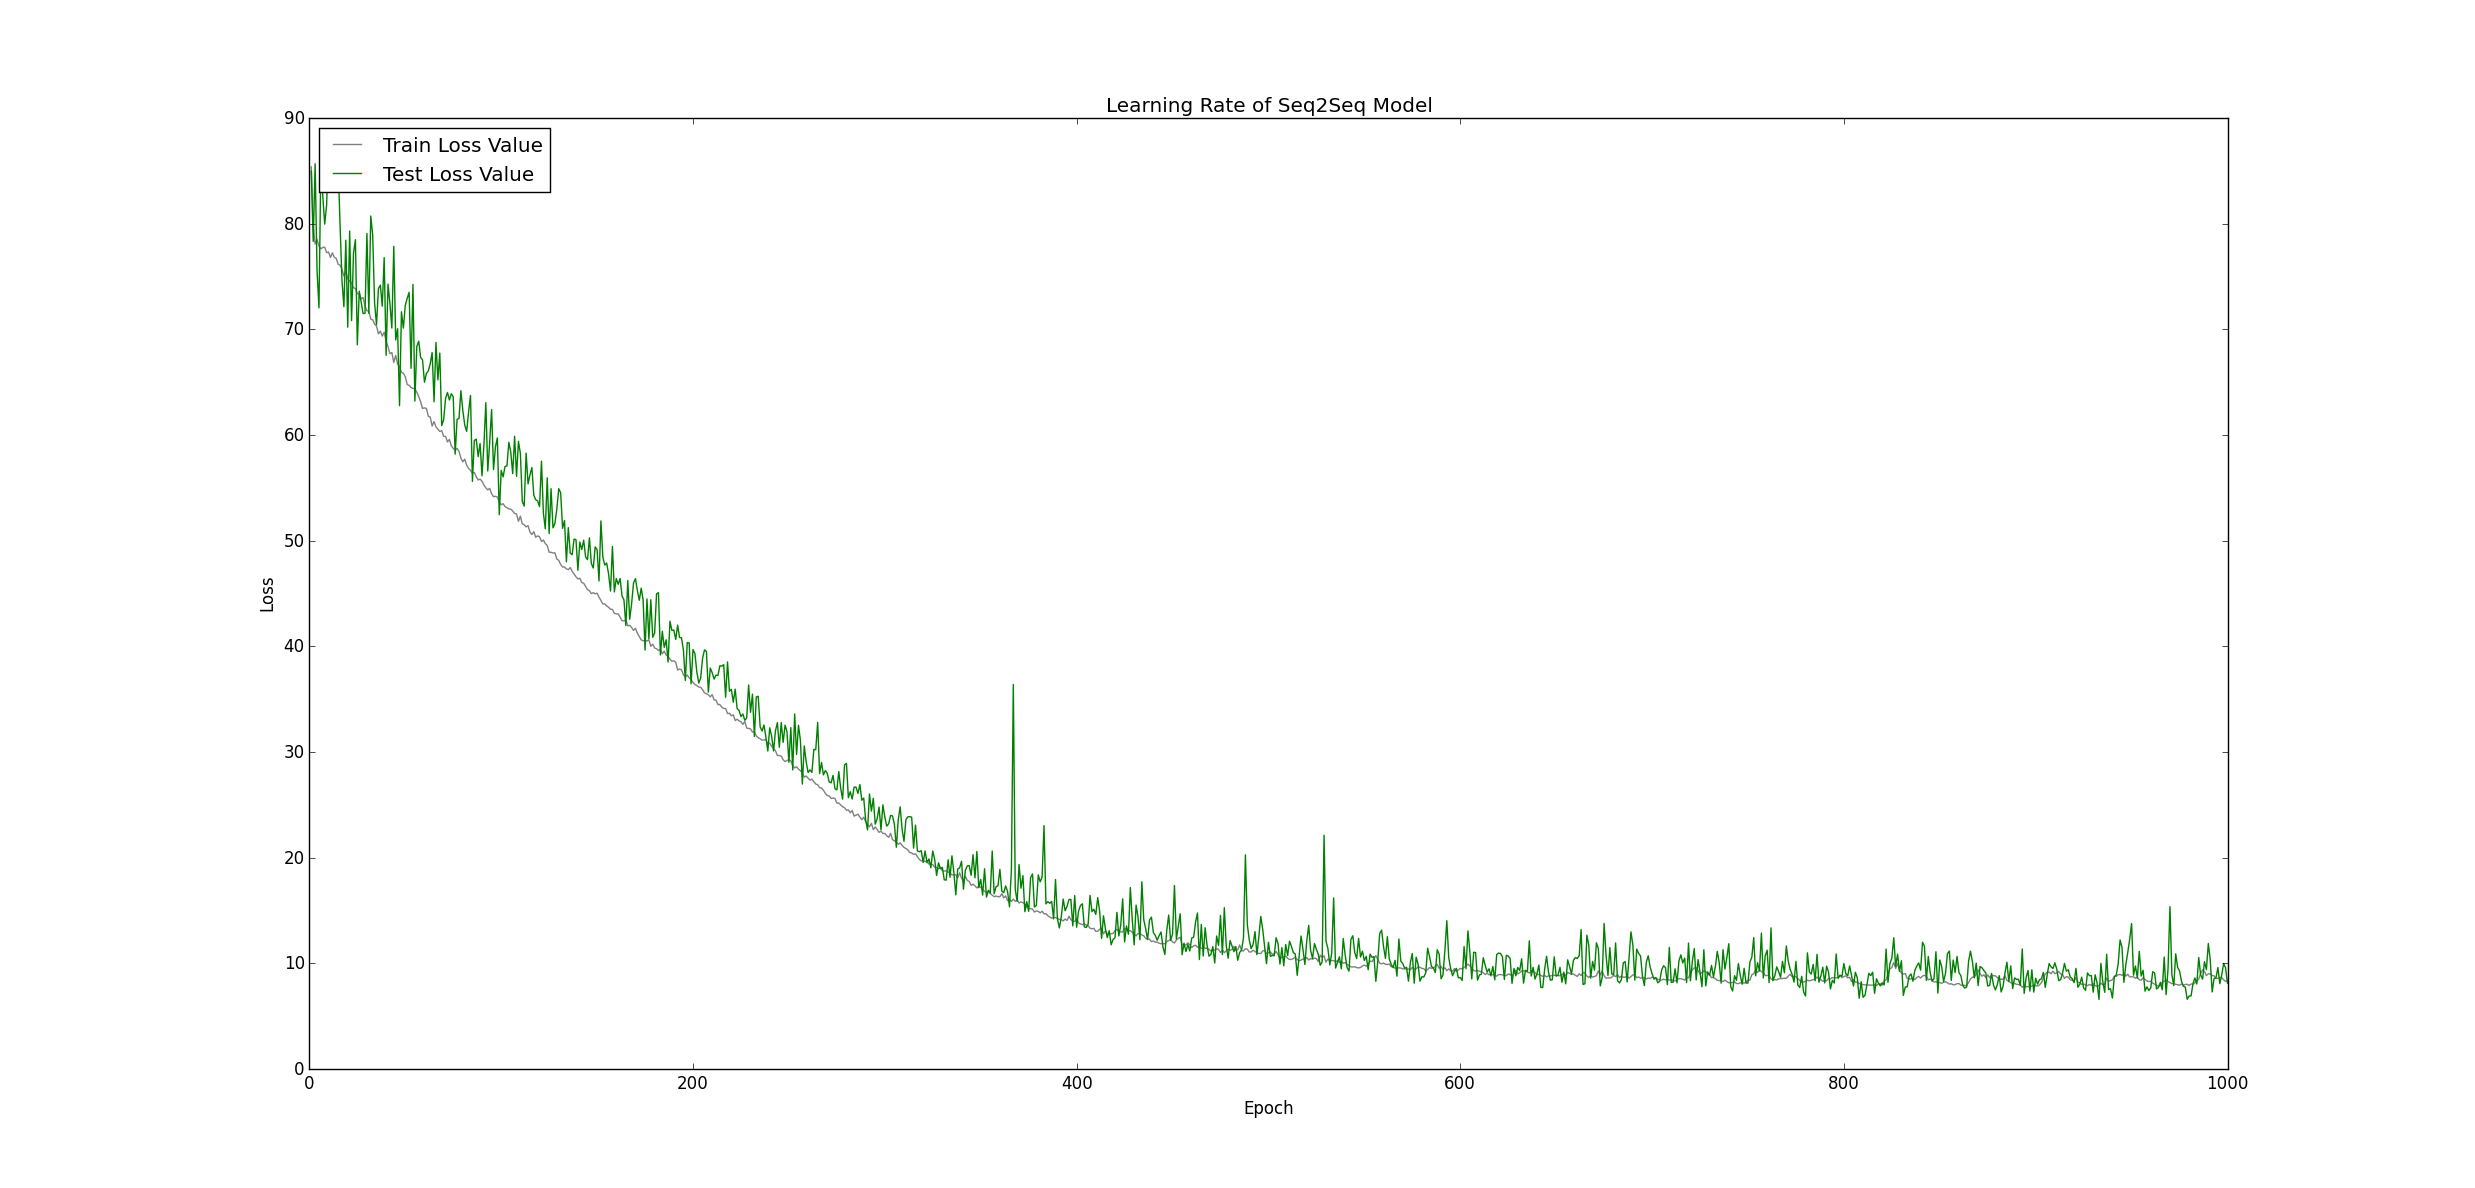 Learning Rate of Seq2Seq Model
90
Train Loss Value
Test Loss Value
80
70
60
50
Loss
40
30
20
10
0
0 200 400 600 800 1000
Epoch